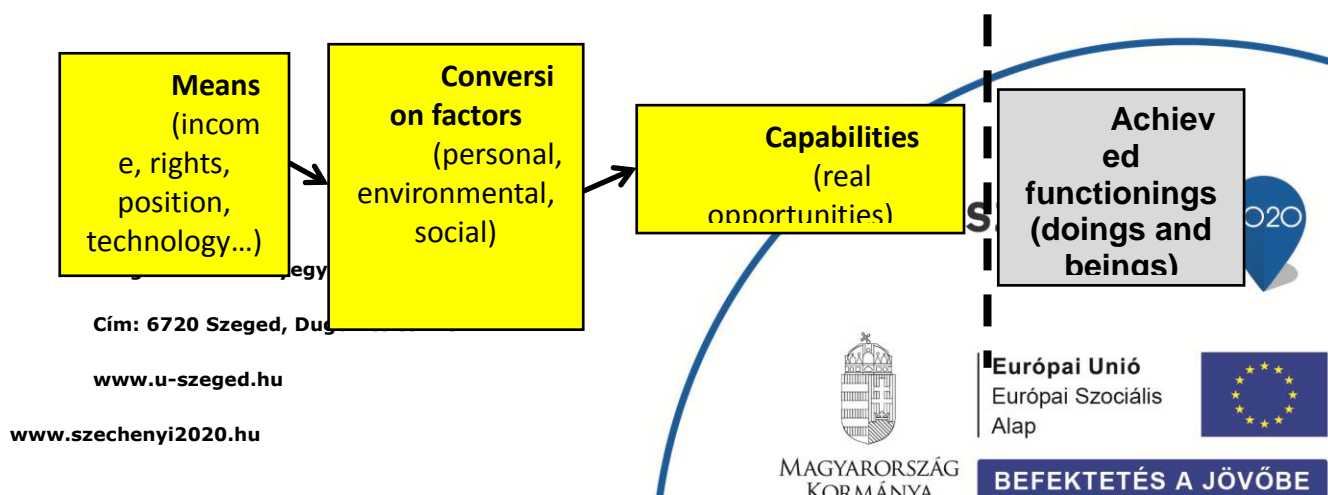 Means
(incom
e, rights,
position,
technology…)
Conversi
on factors
(personal,
environmental,
social)
Capabilities
(real
opportunities)
Achiev
ed
functionings
(doings and
beings)
Cím: 6720 Szeged,
www.u-szeged.hu
www.szechenyi2020.hu
MAGYARORSZÁG
KORMÁNYA
Európai Unió
Európai Szociális
Alap
BEFEKTETÉS A JÖVŐBE